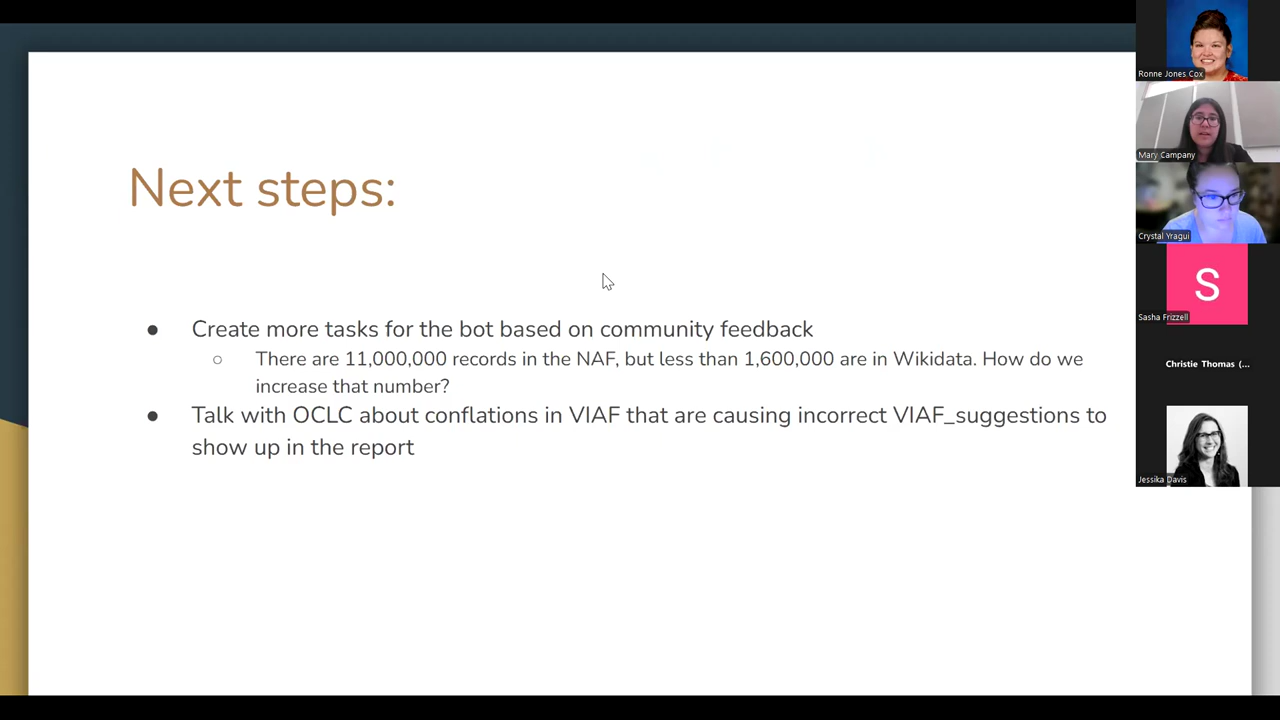 Next steps:
● Create more tasks for the bot based on community feedback
○ There are 11,000,000 records in the NAF, but less than 1,600,000 are in Wikidata. How do we
increase that number?
● Talk with OCLC about conflations in VIAF that are causing incorrect VIAF_suggestions to
show up in the report
Ronne Jones Cox
Mary Campany
Crystal Yragui
S
Sasha Frizzell
Christie Thomas (...
Jessika Davis